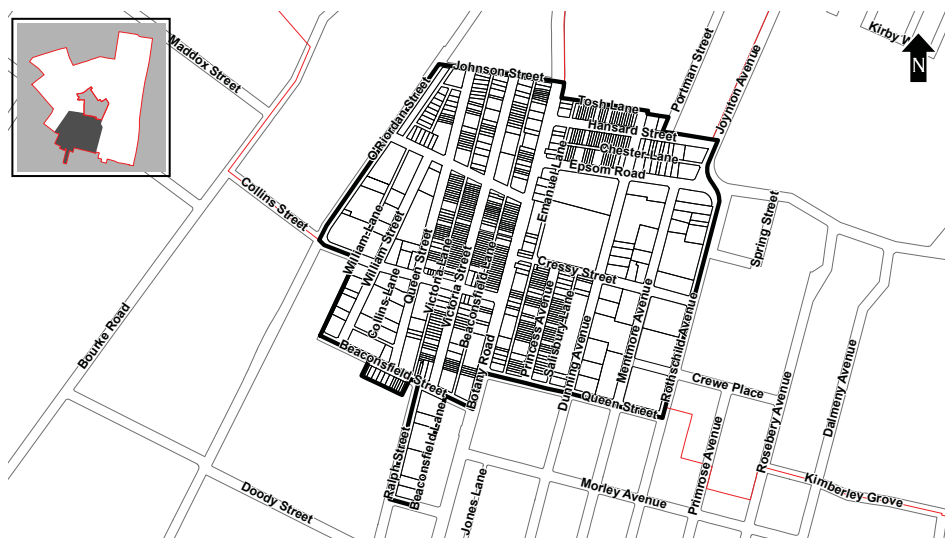 Kirby W
N
Maddox Street
Portman Street
Joynton Avenue
Johnson Street
O'Riordan Street
Tosh Lane
Hansard Street
Chester Lane
Epsom Road
Emanuel Lane
Collins Street
William Lane
William Street
Spring Street
Queen Street
Victoria Lane
Victoria Street
Beaconsfield Lane
Cressy Street
Collins Lane
Bourke Road
Princess Avenue
Salisbury Lane
Dunning Avenue
Mentmore Avenue
Rothschild Avenue
Beaconsfield Street
Botany Road
Queen Street
Crewe Place
Rosebery Avenue
Dalmeny Avenue
Ralph Street
Beaconsfield Lane
Primrose Avenue
Doody Street
Jones Lane
Morley Avenue
Kimberley Grove